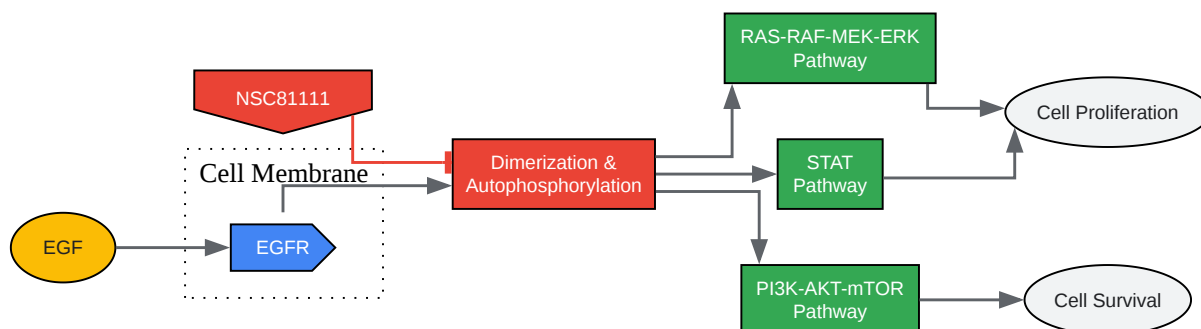 RAS-RAF-MEK-ERK
Pathway
NSC81111
Cell Proliferation
Dimerization &
Autophosphorylation
STAT
Pathway
Cell Membrane
EGF
EGFR
PI3K-AKT-mTOR
Pathway
Cell Survival